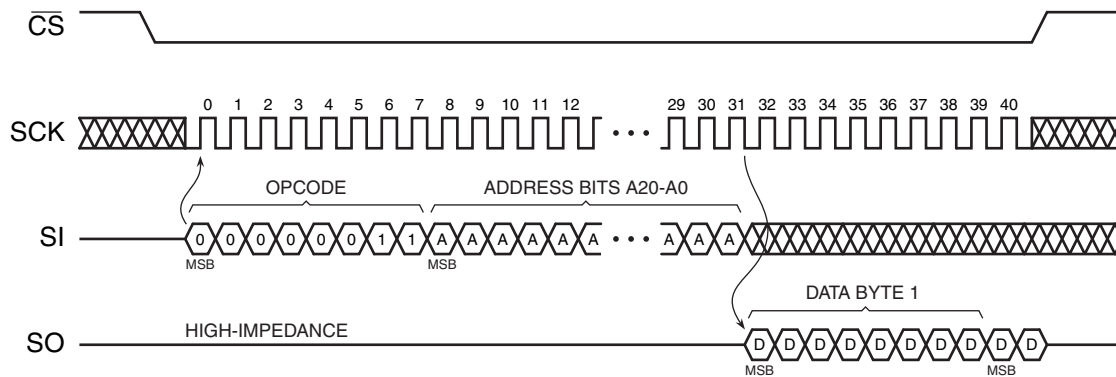 CS
0 1 2 3 4 5 6 7 8 9 10 11 12 29 30 31 32 33 34 35 36 37 38 39 40
SCK
OPCODE ADDRESS BITS A20-A0
SI 0 0 0 0 0 0 1 1 A A A A A A A A A
MSB MSB
DATA BYTE 1
HIGH-IMPEDANCE
SO D D D D D D D D D D
MSB MSB